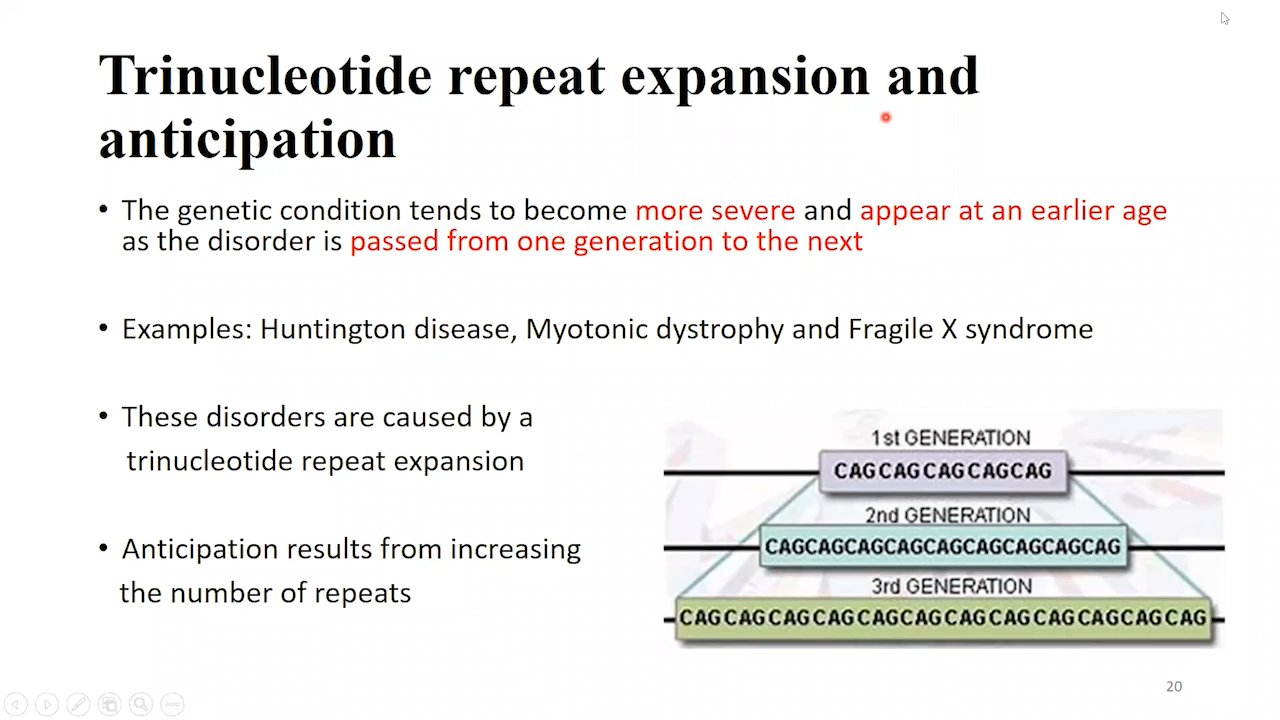 Trinucleotide repeat expansion and
anticipation
• The genetic condition tends to become more severe and appear at an earlier age
as the disorder is passed from one generation to the next
• Examples: Huntington disease, Myotonic dystrophy and Fragile X syndrome
• These disorders are caused by a
trinucleotide repeat expansion
• Anticipation results from increasing
the number of repeats
1st GENERATION
CAGCAGCAGCAGCAG
2nd GENERATION
CAGCAGCAGCAGCAGCAGCAGCAGCAG
3rd GENERATION
CAGCAGCAGCAGCAGCAGCAGCAGCAGCAGCAGCAG
20